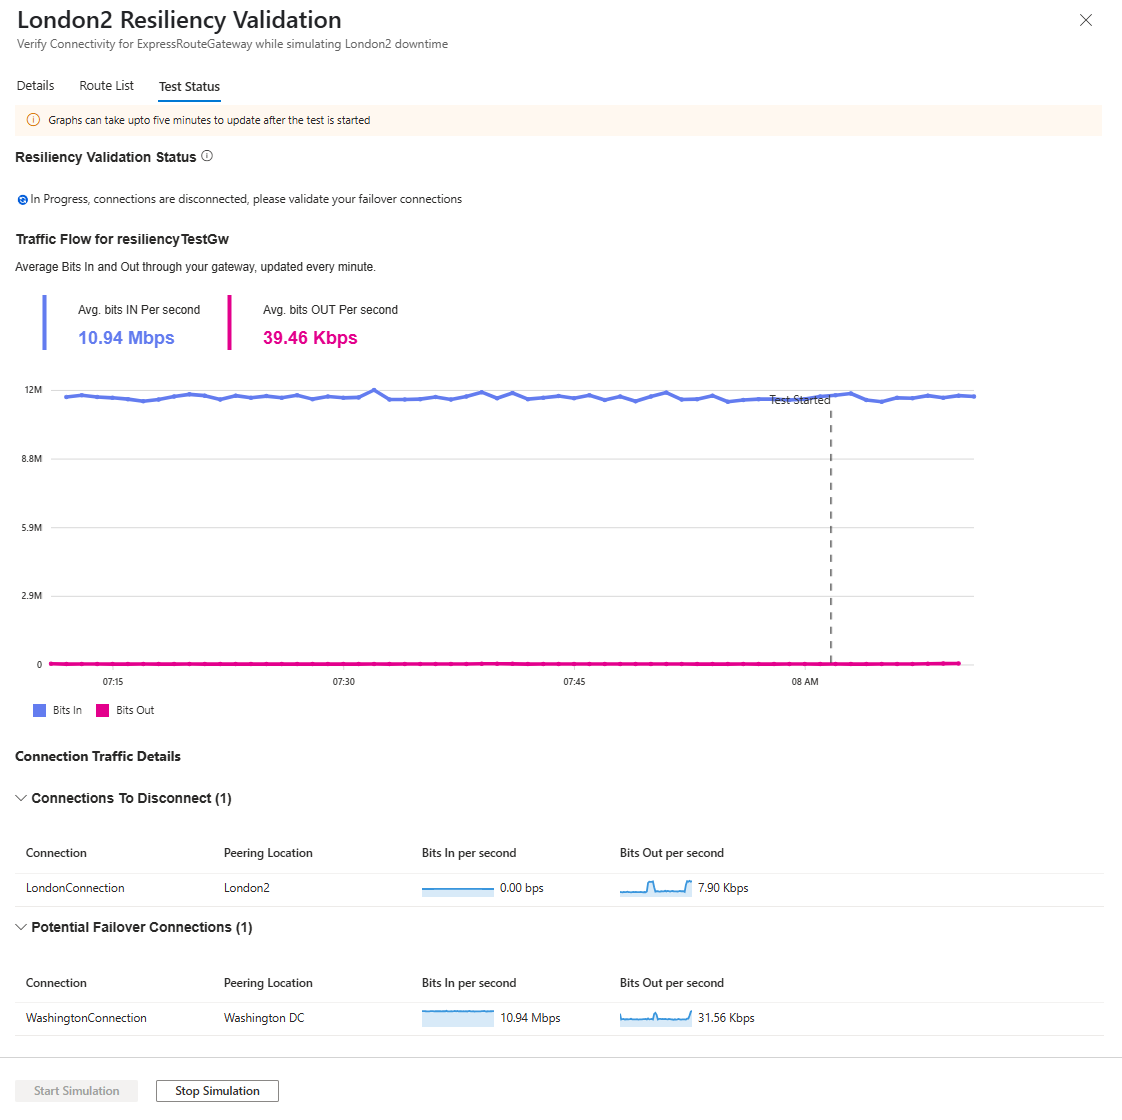 London2 Resiliency Validation
Verify Connectivity for ExpressRouteGateway while simulating London2 downtime
Details Route List Test Status
Graphs can take upto five minutes to update after the test is started
Resiliency Validation Status
In Progress, connections are disconnected, please validate your failover connections
Traffic Flow for resiliencyTestGw
Average Bits In and Out through your gateway, updated every minute.
Avg. bits IN Per second Avg. bits OUT Per second
10.94 Mbps 39.46 Kbps
12M
Test Started
8.8M
5.9M
2.9M
0
07:15 07:30 07:45 08 AM
Bits In Bits Out
Connection Traffic Details
Connections To Disconnect (1)
Connection Peering Location Bits In per second Bits Out per second
LondonConnection London2 0.00 bps 7.90 Kbps
Potential Failover Connections (1)
Connection Peering Location Bits In per second Bits Out per second
WashingtonConnection Washington DC 10.94 Mbps 31.56 Kbps
Start Simulation Stop Simulation